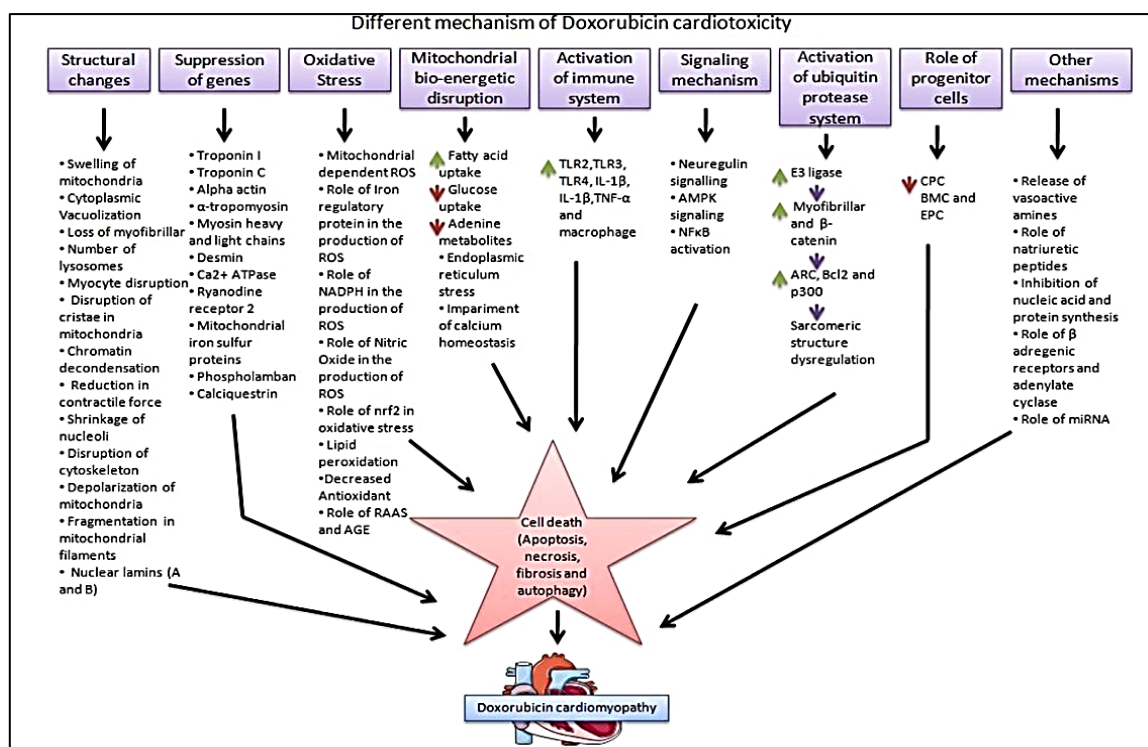 Different mechanism of Doxorubicin cardiotoxicity
Structural
changes
Suppression
of genes
Oxidative
Stress
Mitochondrial
bio-energetic
disruption
Activation
of immune
system
Signaling
mechanism
Activation
of ubiquitin
protease
system
Role of
progenitor
cells
Other
mechanisms
• Swelling of
mitochondria
• Cytoplasmic
Vacuolization
• Loss of myofibrillar
• Number of
lysosomes
• Myocyte disruption
• Disruption of
cristae in
mitochondria
• Chromatin
decondensation
• Reduction in
contractile force
• Shrinkage of
nucleoli
• Disruption of
cytoskeleton
• Depolarization of
mitochondria
• Fragmentation in
mitochondrial
filaments
• Nuclear lamins (A
and B)
• Troponin I
• Troponin C
• Alpha actin
• α-tropomyosin
• Myosin heavy
and light chains
• Desmin
• Ca2+ ATPase
• Ryanodine
receptor 2
• Mitochondrial
iron sulfur
proteins
• Phospholamban
• Calciquestrin
• Mitochondrial
dependent ROS
• Role of Iron
regulatory
protein in the
production of
ROS
• Role of
NADPH in the
production of
ROS
• Role of Nitric
Oxide in the
production of
ROS
• Role of nrf2 in
oxidative stress
• Lipid
peroxidation
•Decreased
Antioxidant
• Role of RAAS
and AGE
• Fatty acid
uptake
• Glucose
uptake
• Adenine
metabolites
• Endoplasmic
reticulum
stress
• Impariment
of calcium
homeostasis
• TLR2,TLR3,
TLR4, IL-1β,
IL-1β,TNF-α
and
macrophage
• Neuregulin
signalling
• AMPK
signaling
• NFκB
activation
• E3 ligase
• Myofibrillar
and β-
catenin
• ARC, Bcl2 and
p300
Sarcomeric
structure
dysregulation
• CPC
BMC and
EPC
• Release of
vasoactive
amines
• Role of
natriuretic
peptides
• Inhibition of
nucleic acid and
protein synthesis
• Role of β
adregenic
receptors and
adenylate
cyclase
• Role of miRNA
Cell death
(Apoptosis,
necrosis,
fibrosis and
autophagy)
Doxorubicin cardiomyopathy